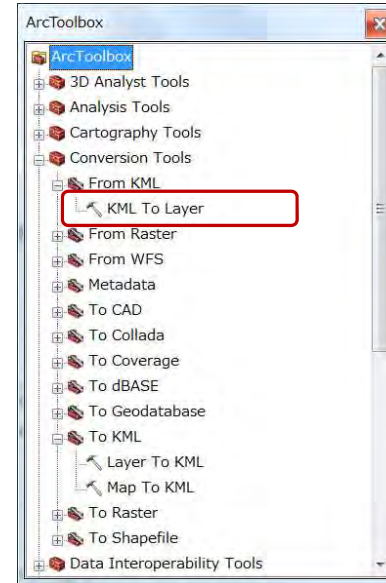 ArcToolbox
ArcToolbox
3D Analyst Tools
Analysis Tools
Cartography Tools
Conversion Tools
From KML
KML To Layer
From Raster
From WFS
Metadata
To CAD
To Collada
To Coverage
To dBASE
To Geodatabase
To KML
Layer To KML
Map To KML
To Raster
To Shapefile
Data Interoperability Tools